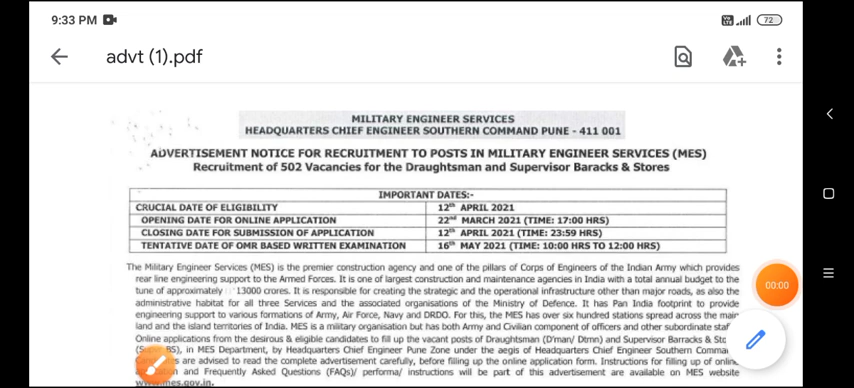 9:33 PM
72
advt (1).pdf
MILITARY ENGINEER SERVICES
HEADQUARTERS CHIEF ENGINEER SOUTHERN COMMAND PUNE - 411 001
ADVERTISEMENT NOTICE FOR RECRUITMENT TO POSTS IN MILITARY ENGINEER SERVICES (MES)
Recruitment of 502 Vacancies for the Draughtsman and Supervisor Baracks & Stores
IMPORTANT DATES:-
CRUCIAL DATE OF ELIGIBILITY 12th APRIL 2021
OPENING DATE FOR ONLINE APPLICATION 22nd MARCH 2021 (TIME: 17:00 HRS)
CLOSING DATE FOR SUBMISSION OF APPLICATION 12th APRIL 2021 (TIME: 23:59 HRS)
TENTATIVE DATE OF OMR BASED WRITTEN EXAMINATION 16th MAY 2021 (TIME: 10:00 HRS TO 12:00 HRS)
The Military Engineer Services (MES) is the premier construction agency and one of the pillars of Corps of Engineers of the Indian Army which provides
rear line engineering support to the Armed Forces. It is one of largest construction and maintenance agencies in India with a total annual budget to the
tune of approximately 13000 crores. It is responsible for creating the strategic and the operational infrastructure other than major roads, as also the
administrative habitat for all three Services and the associated organisations of the Ministry of Defence. It has Pan India footprint to provide
engineering support to various formations of Army, Air Force, Navy and DRDO. For this, the MES has over six hundred stations spread across the main
land and the island territories of India. MES is a military organisation but has both Army and Civilian component of officers and other subordinate
Online applications from the desirous & eligible candidates to fill up the vacant posts of Draughtsman (D'man/ Dtmn) and Supervisor Barracks &
BS), in MES Department, by Headquarters Chief Engineer Pune Zone under the aegis of Headquarters Chief Engineer Southern
are advised to read the complete advertisement carefully, before filling up the online application form. Instructions for filling up of
and Frequently Asked Questions (FAQs)/ performa/ instructions will be part of this advertisement are available on MES website
www.mes.gov.in.
00:00